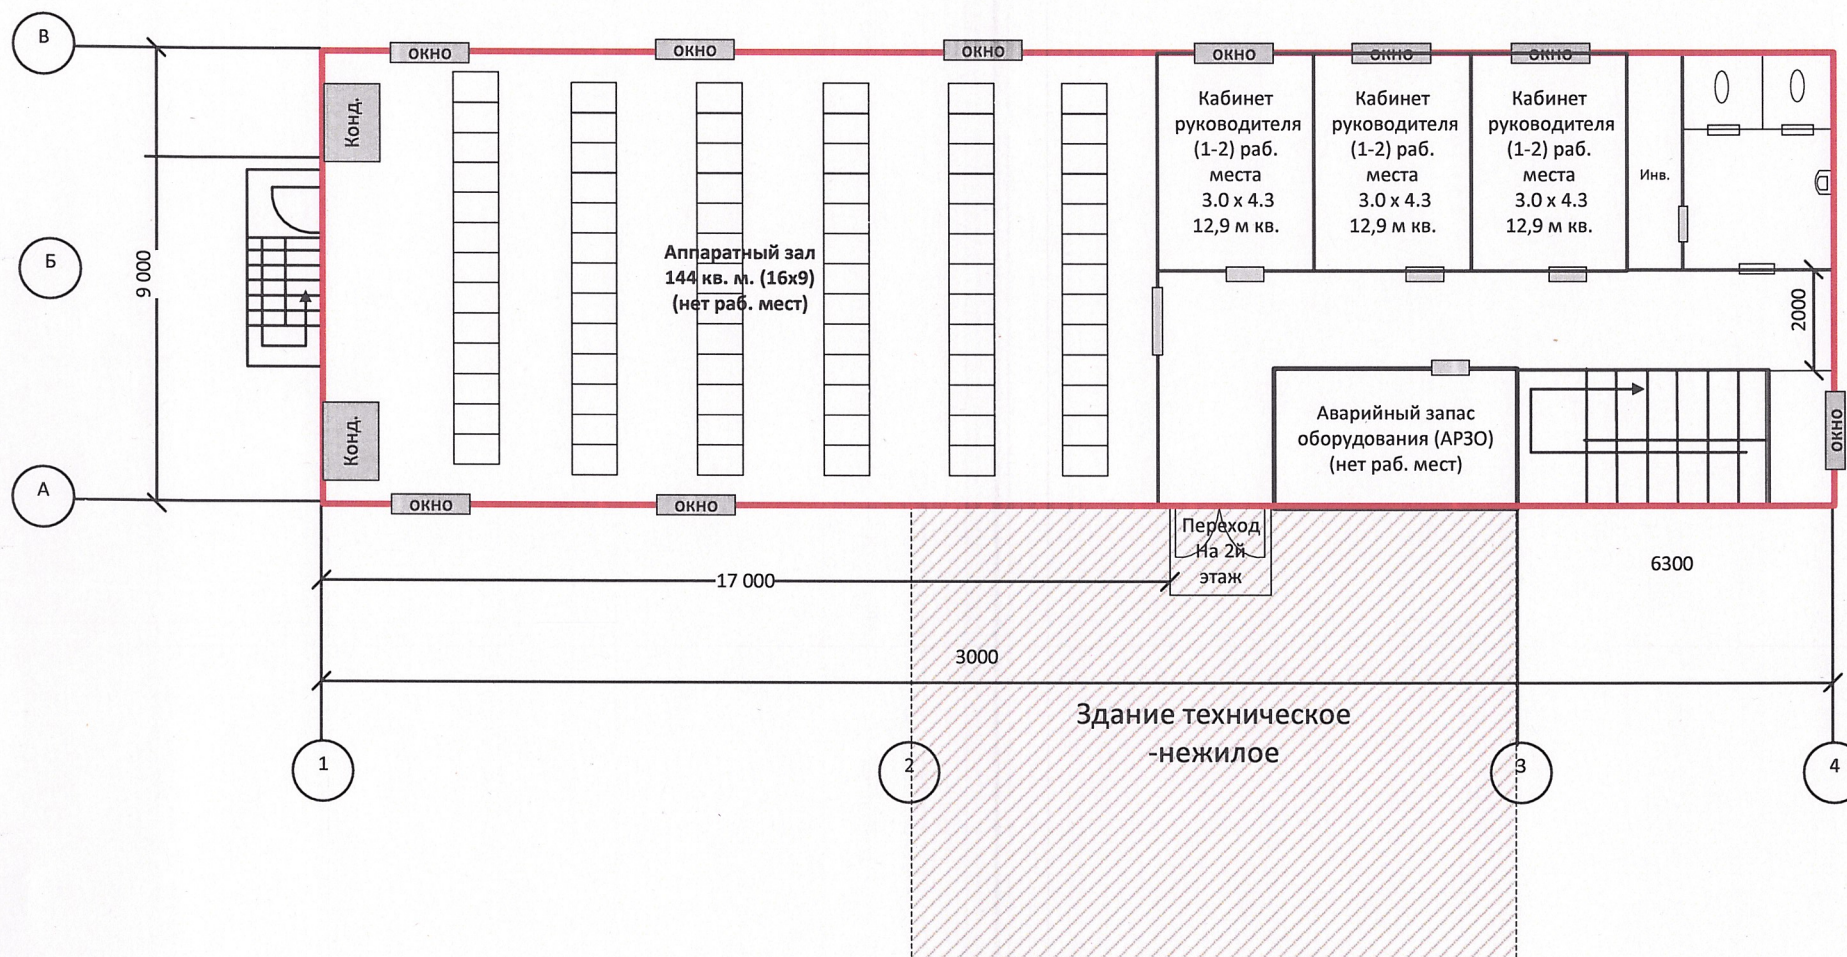 В
ОКНО
ОКНО
ОКНО
ОКНО
ОКНО
ОКНО
Конд.
Кабинет
руководителя
(1-2) раб.
места
3.0 х 4.3
12,9 м кв.
Кабинет
руководителя
(1-2) раб.
места
3.0 х 4.3
12,9 м кв.
Кабинет
руководителя
(1-2) раб.
места
3.0 х 4.3
12,9 м кв.
Инв.
Б
9 000
Аппаратный зал
144 кв. м. (16х9)
(нет раб. мест)
2000
Конд.
Аварийный запас
оборудования (АРЗО)
(нет раб. мест)
ОКНО
А
ОКНО
ОКНО
Переход
На 2й
этаж
17 000
6300
3000
Здание техническое
-нежилое
1
2
3
4